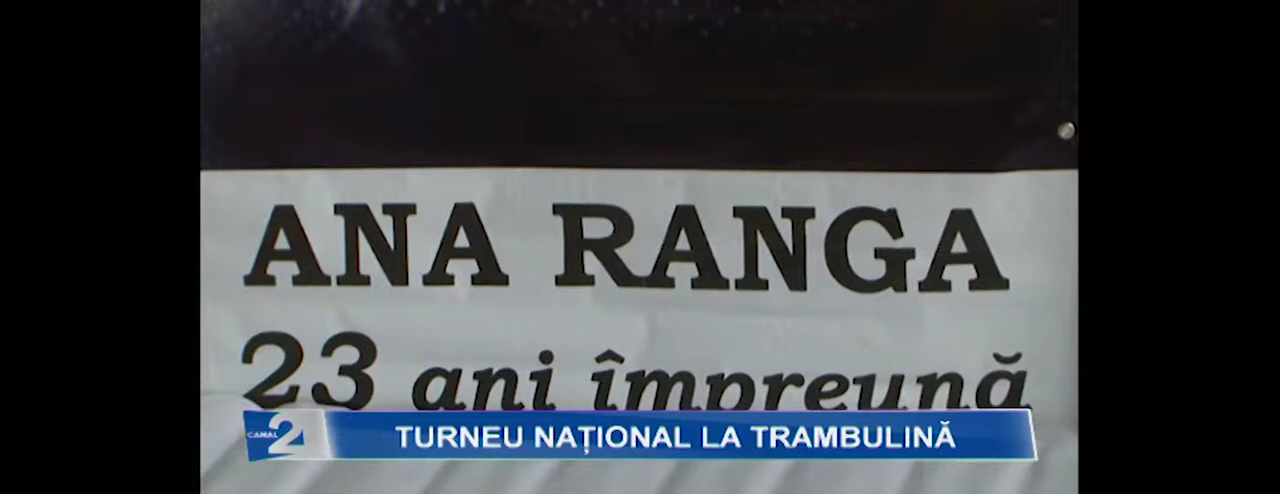 ANA RANGA
23 ani împreună
CANAL 2
TURNEU NAȚIONAL LA TRAMBULINĂ